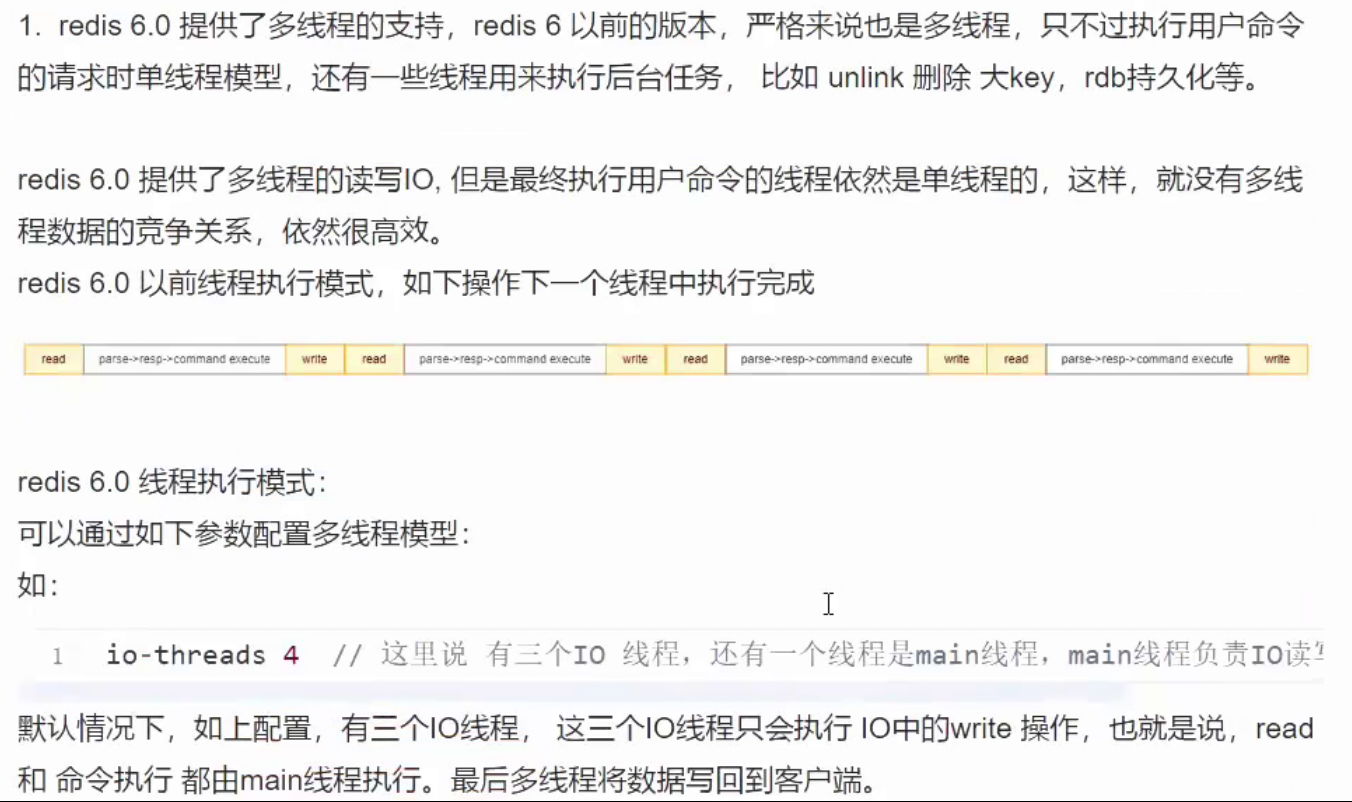 1. redis 6.0 提供了多线程的支持，redis 6 以前的版本，严格来说也是多线程，只不过执行用户命令
的请求时单线程模型，还有一些线程用来执行后台任务， 比如 unlink 删除 大key，rdb持久化等。
redis 6.0 提供了多线程的读写IO, 但是最终执行用户命令的线程依然是单线程的，这样，就没有多线
程数据的竞争关系，依然很高效。
redis 6.0 以前线程执行模式，如下操作下一个线程中执行完成
read parse->resp->command execute write read parse->resp->command execute write read parse->resp->command execute write read parse->resp->command execute write
redis 6.0 线程执行模式：
可以通过如下参数配置多线程模型：
如：
1 io-threads 4 // 这里说 有三个IO 线程，还有一个线程是main线程，main线程负责IO读
默认情况下，如上配置，有三个IO线程， 这三个IO线程只会执行 IO中的write 操作，也就是说，read
和 命令执行 都由main线程执行。最后多线程将数据写回到客户端。